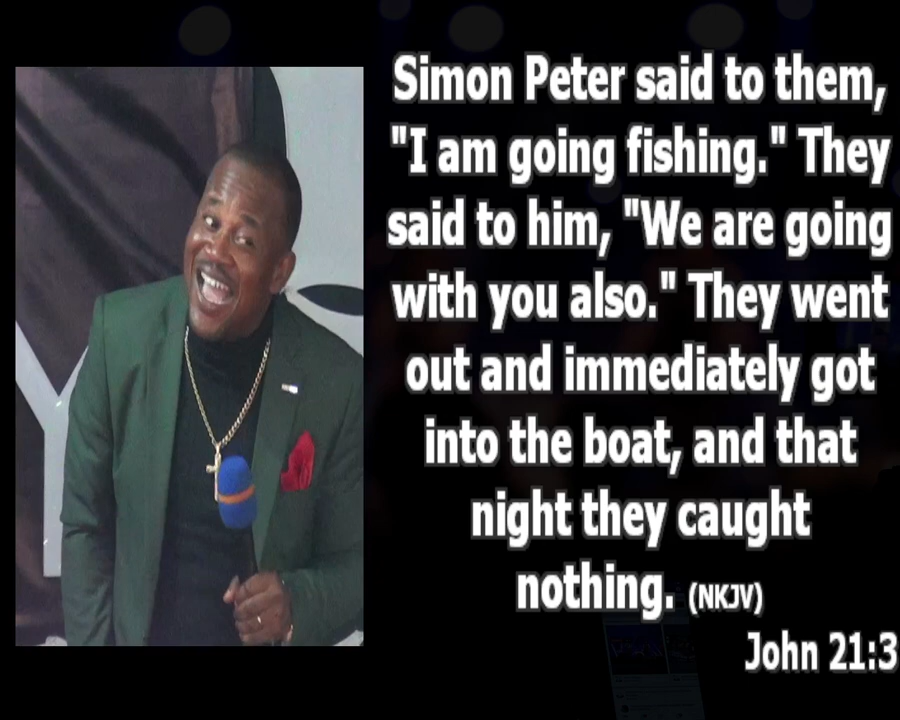 Simon Peter said to them,
"I am going fishing." They
said to him, "We are going
with you also." They went
out and immediately got
into the boat, and that
night they caught
nothing. (NKJV)
John 21:3